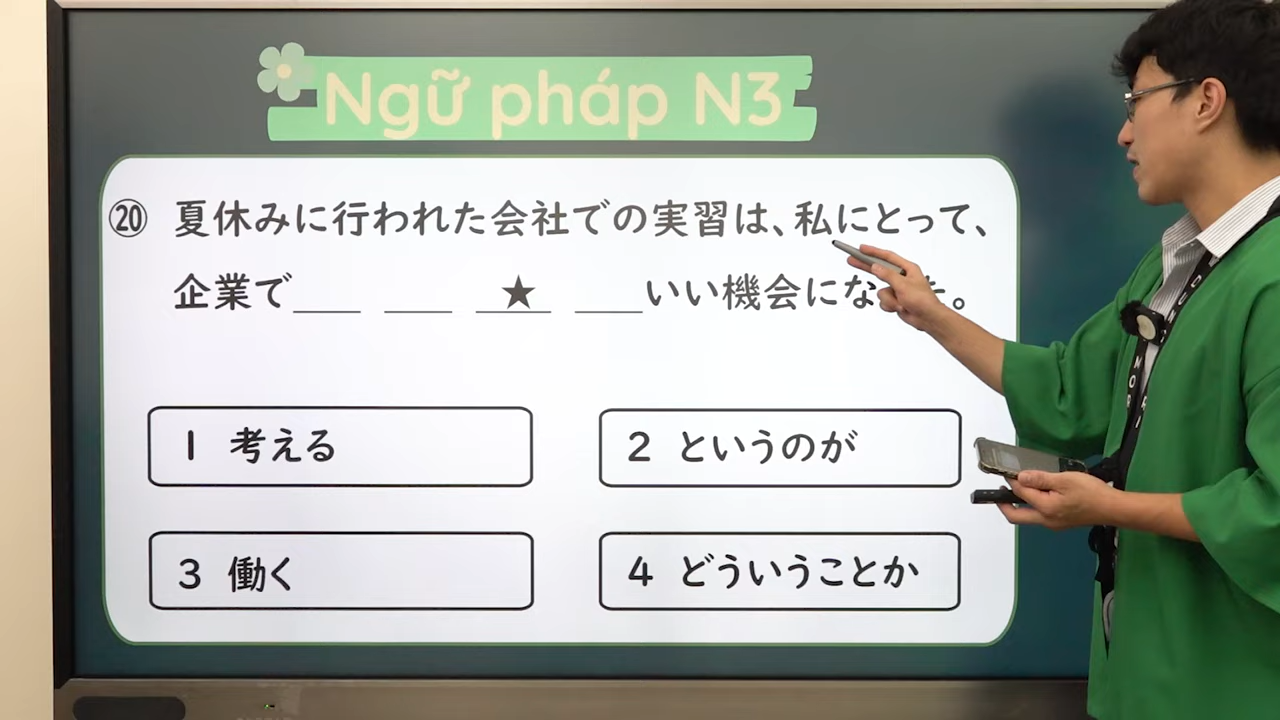 Ngữ pháp N3
⑳ 夏休みに行われた会社での実習は、私にとって、
企業で＿＿ ＿＿ ★ ＿＿いい機会にな。
1 考える
2 というのが
3 働く
4 どういうことか